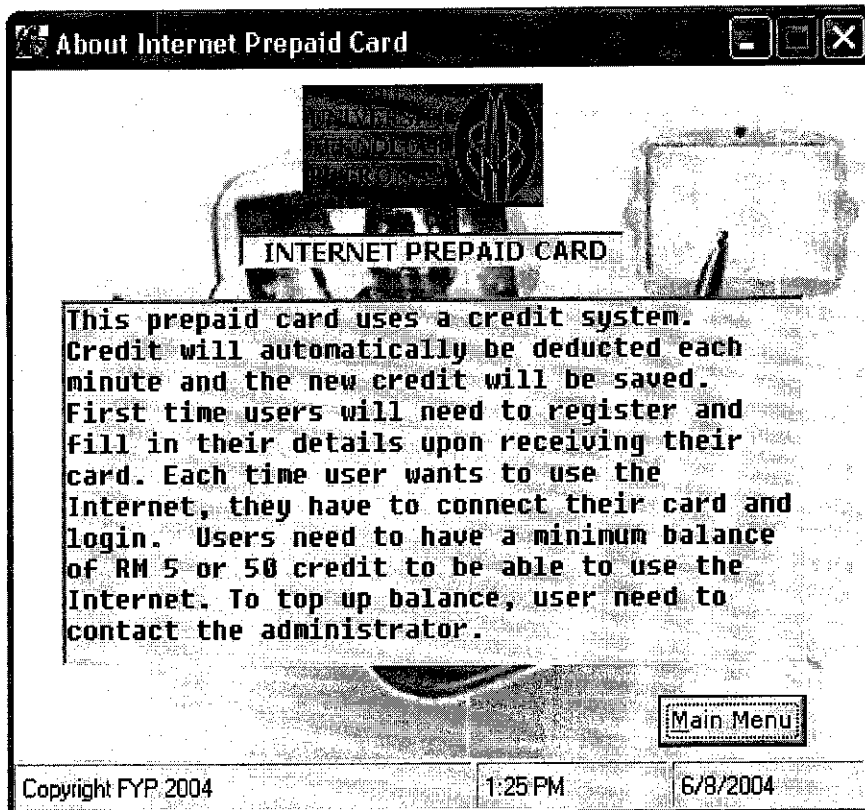 About Internet Prepaid Card
INTERNET PREPAID CARD
This prepaid card uses a credit system.
Credit will automatically be deducted each
minute and the new credit will be saved.
First time users will need to register and
fill in their details upon receiving their
card. Each time user wants to use the
Internet, they have to connect their card and
login.  Users need to have a minimum balance
of RM 5 or 50 credit to be able to use the
Internet. To top up balance, user need to
contact the administrator.
Main Menu
Copyright FYP 2004
1:25 PM
6/8/2004